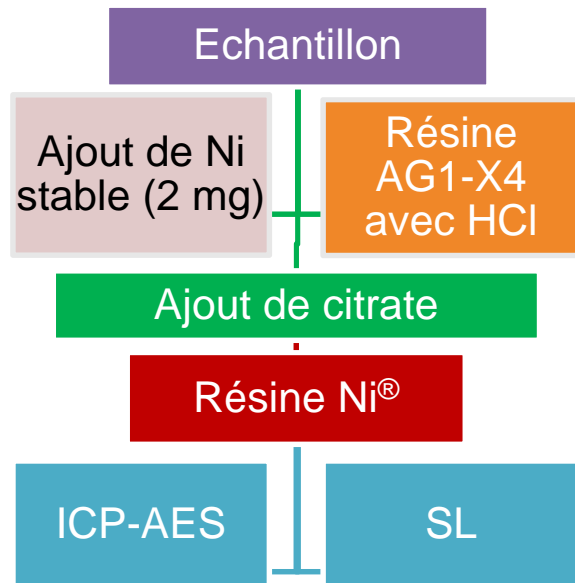 Echantillon
Ajout de Ni
stable (2 mg)
Résine
AG1-X4
avec HCl
Ajout de citrate
Résine Ni®
ICP-AES
SL